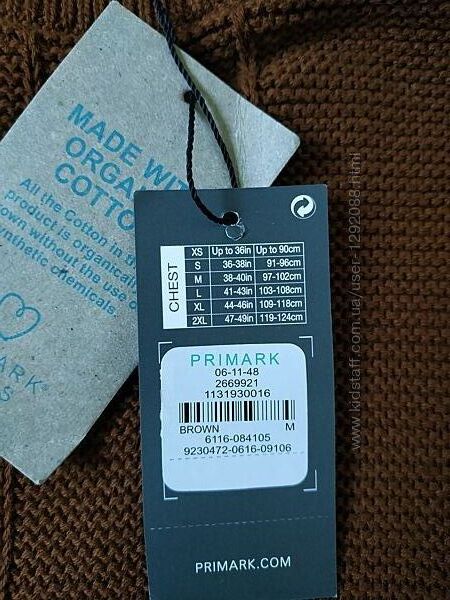 MADE WITH
ORGA
COTTO
All the Cotton in th
product is organically
own without the use o
synthetic chemicals.
MARK®
S
CHEST
XS Up to 36in Up to 90cm
S 36-38in 91-96cm
M 38-40in 97-102cm
L 41-43in 103-108cm
XL 44-46in 109-118cm
2XL 47-49in 119-124cm
PRIMARK
06-11-48
2669921
1131930016
BROWN M
6116-084105
9230472-0616-09106
PRIMARK.COM
www.kidstaff.com.ua/user-1292088.html